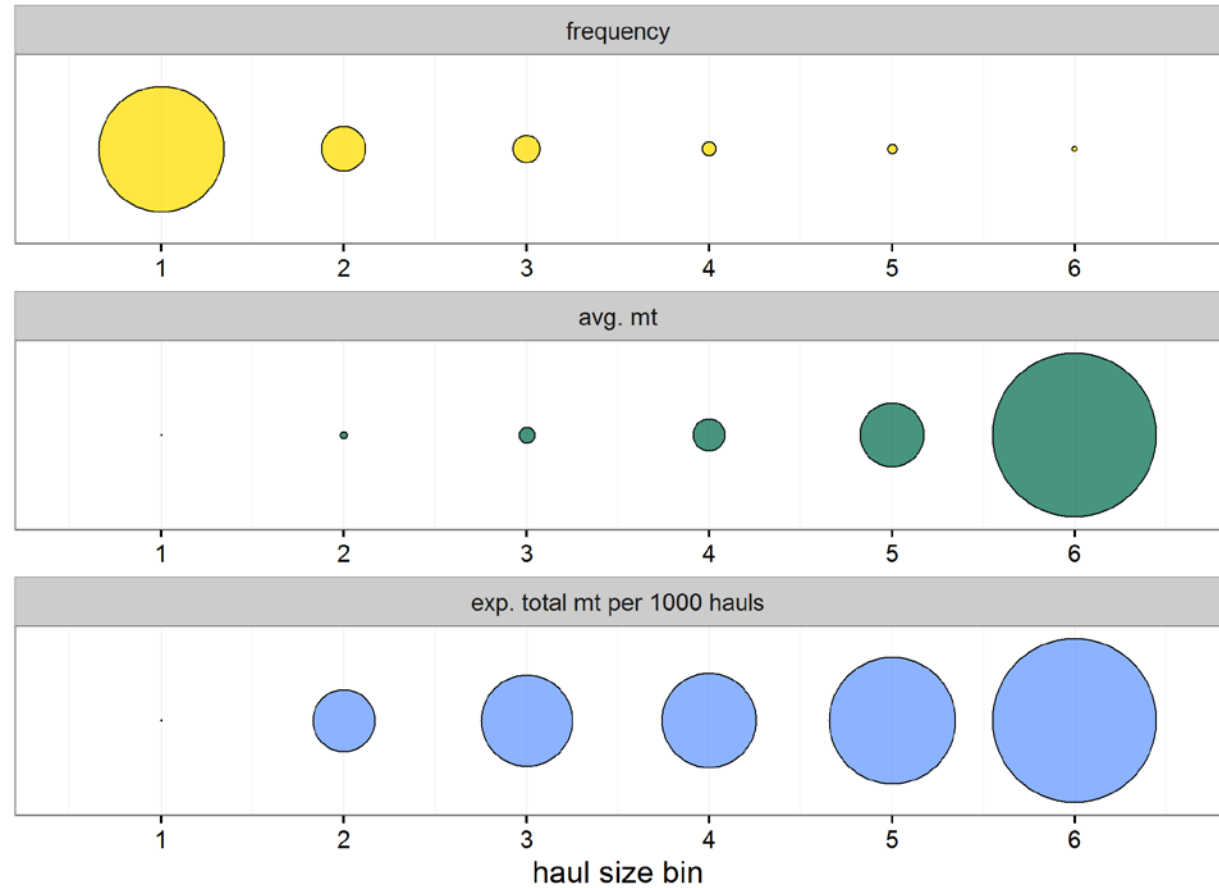 frequency
1 2 3 4 5 6
avg. mt
1 2 3 4 5 6
exp. total mt per 1000 hauls
1 2 3 4 5 6
haul size bin